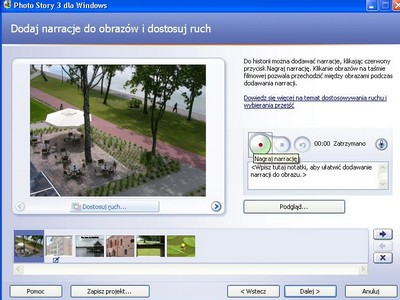 Photo Story 3 dla Windows
Dodaj narracje do obrazów i dostosuj ruch
Do historii można dodawać narracje, klikając czerwony
przycisk Nagraj narrację. Klikanie obrazów na taśmie
filmowej pozwala przechodzić między obrazami podczas
dodawania narracji.
Dowiedz się więcej na temat dostosowywania ruchu i
wybierania przejść
00:00 Zatrzymano
Nagraj narrację
<Wpisz tutaj notatki, aby ułatwić dodawanie
narracji do obrazu.>
Dostosuj ruch...
Podgląd...
Pomoc
Zapisz projekt...
< Wstecz
Dalej >
Anuluj